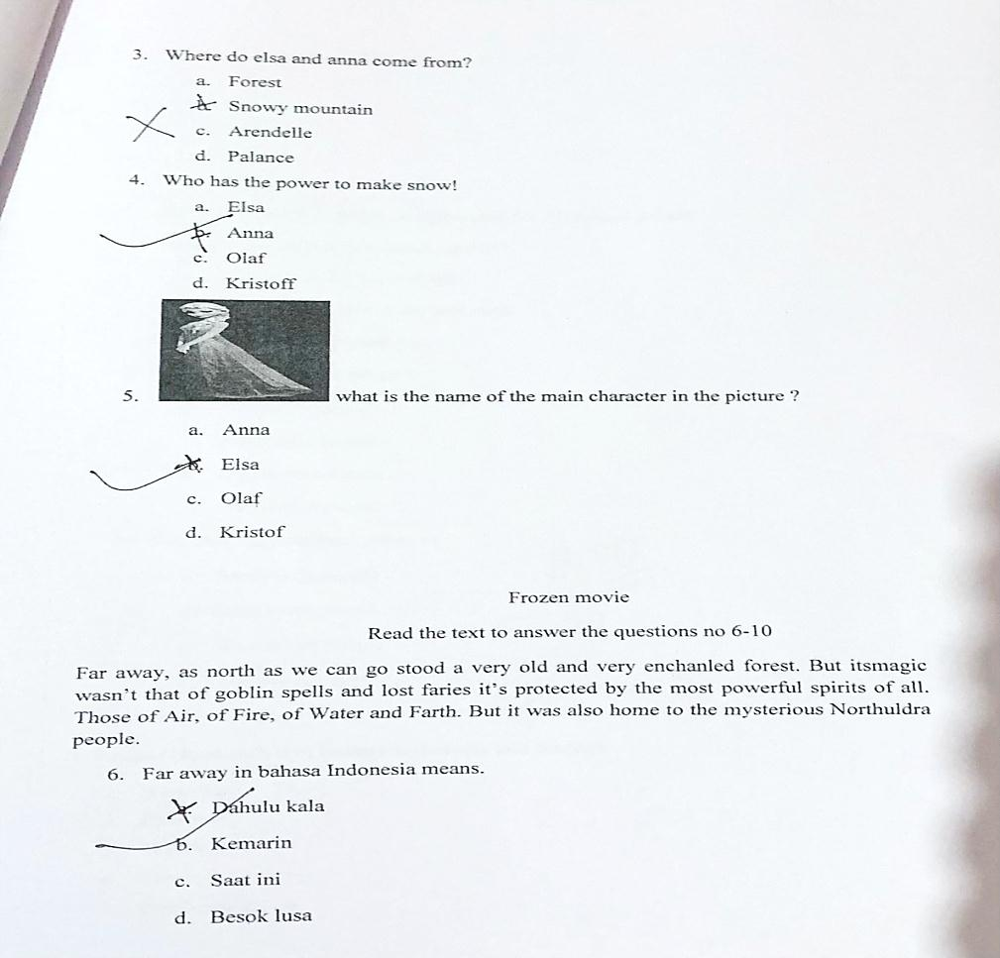 3. Where do elsa and anna come from?
a. Forest
b. Snowy mountain
c. Arendelle
d. Palance
4. Who has the power to make snow!
a. Elsa
b. Anna
c. Olaf
d. Kristoff
5. what is the name of the main character in the picture ?
a. Anna
b. Elsa
c. Olaf
d. Kristof
Frozen movie
Read the text to answer the questions no 6-10
Far away, as north as we can go stood a very old and very enchanled forest. But itsmagic
wasn't that of goblin spells and lost faries it's protected by the most powerful spirits of all.
Those of Air, of Fire, of Water and Farth. But it was also home to the mysterious Northuldra
people.
6. Far away in bahasa Indonesia means.
a. Dahulu kala
b. Kemarin
c. Saat ini
d. Besok lusa